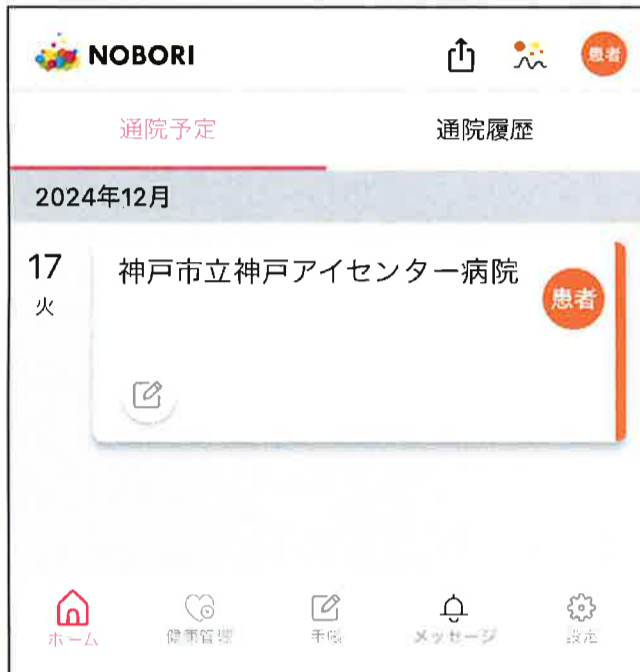 NOBORI
患者
通院予定
通院履歴
2024年12月
17
火
神戸市立神戸アイセンター病院
患者
ホーム
健康管理
手帳
メッセージ
設定